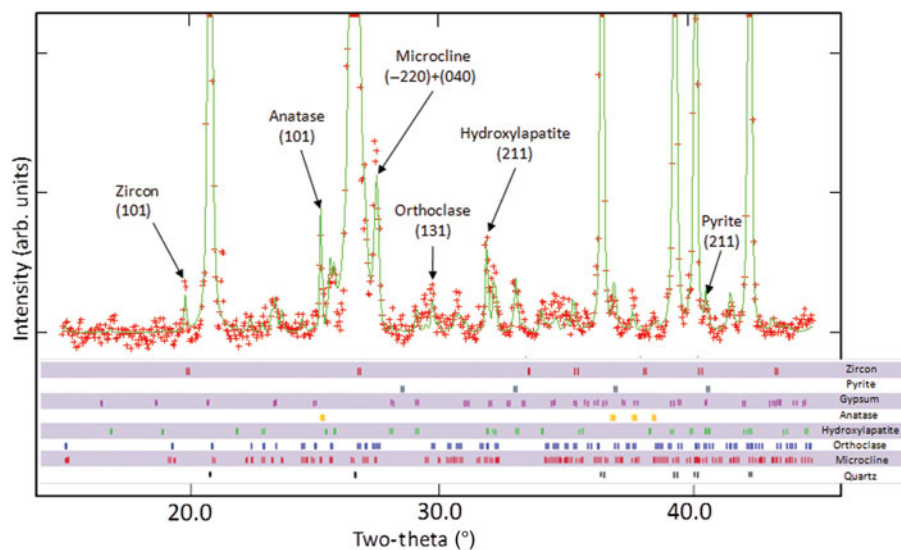 Microcline
(−220)+(040)
Anatase
(101)
Hydroxylapatite
(211)
Zircon
(101)
Orthoclase
(131)
Pyrite
(211)
Intensity (arb. units)
Zircon
Pyrite
Gypsum
Anatase
Hydroxylapatite
Orthoclase
Microcline
Quartz
20.0 30.0 40.0
Two-theta (°)